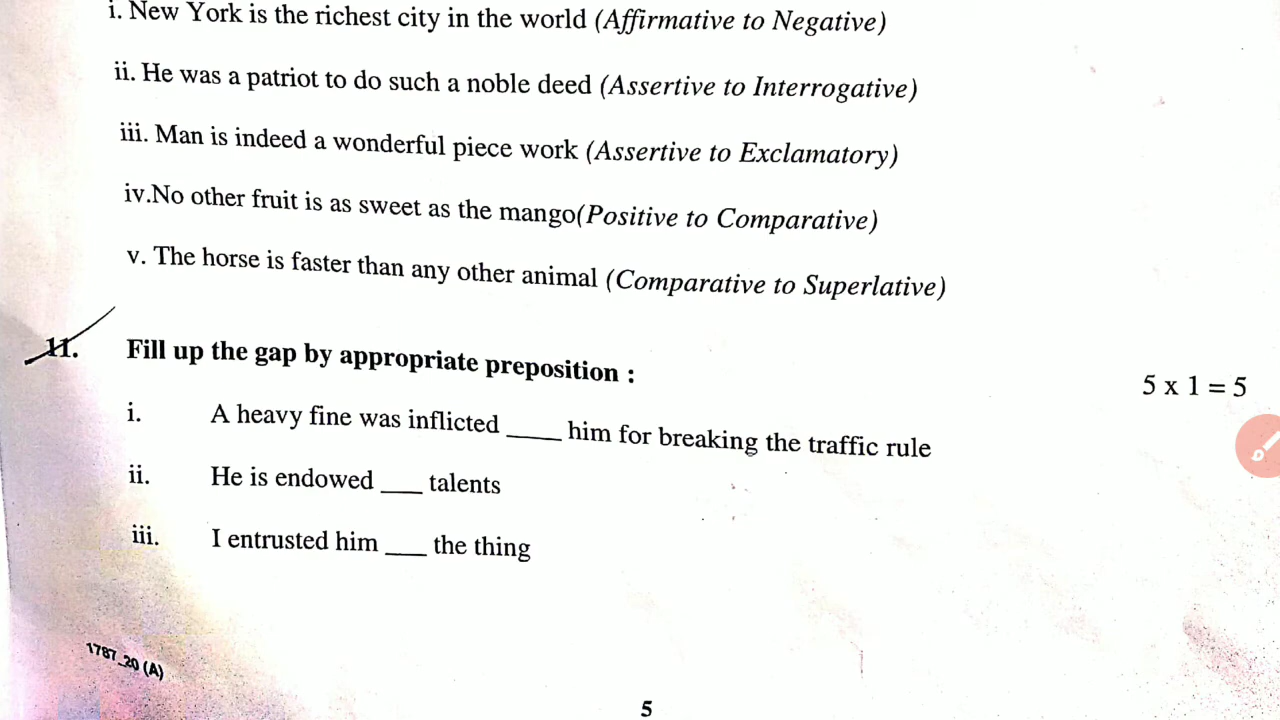 i. New York is the richest city in the world (Affirmative to Negative)
ii. He was a patriot to do such a noble deed (Assertive to Interrogative)
iii. Man is indeed a wonderful piece work (Assertive to Exclamatory)
iv.No other fruit is as sweet as the mango(Positive to Comparative)
v. The horse is faster than any other animal (Comparative to Superlative)
11. Fill up the gap by appropriate preposition :
5 x 1 = 5
i. A heavy fine was inflicted ____ him for breaking the traffic rule
ii. He is endowed ___ talents
iii. I entrusted him ___ the thing
1787_20 (A)
5